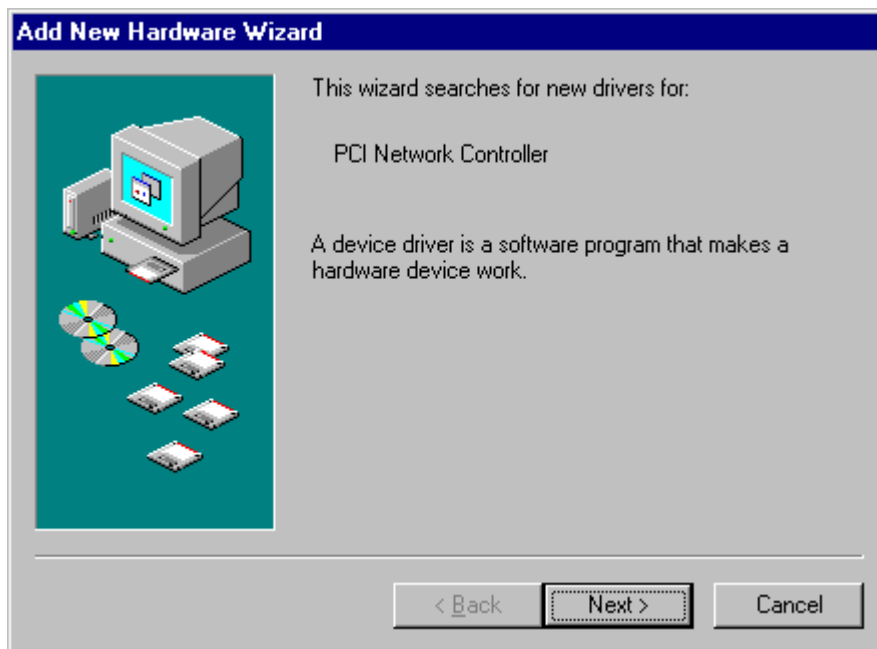 Add New Hardware Wizard
This wizard searches for new drivers for:
PCI Network Controller
A device driver is a software program that makes a
hardware device work.
< Back
Next >
Cancel